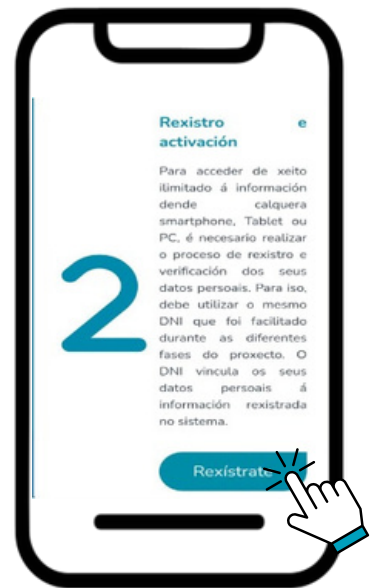 Rexistro e
activación
Para acceder de xeito
ilimitado á información
dende calquera
smartphone, Tablet ou
PC, é necesario realizar
o proceso de rexistro e
verificación dos seus
datos persoais. Para iso,
debe utilizar o mesmo
DNI que foi facilitado
durante as diferentes
fases do proxecto. O
DNI vincula os seus
datos persoais á
información rexistrada
no sistema.
2
Rexístrate